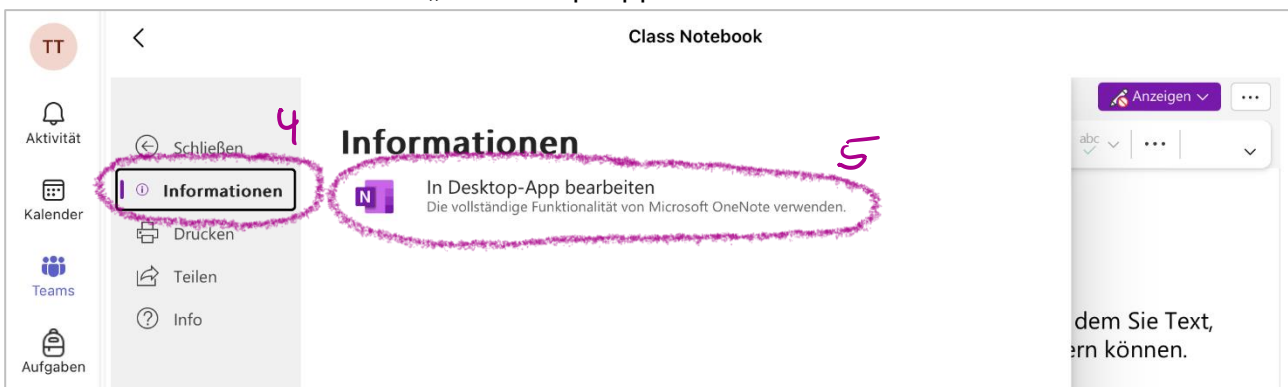 TT
Class Notebook
Anzeigen
Aktivität
4
Schließen
Informationen
5
abc
Informationen
In Desktop-App bearbeiten
N
Die vollständige Funktionalität von Microsoft OneNote verwenden.
Kalender
Drucken
Teilen
Teams
Info
dem Sie Text,
ern können.
Aufgaben